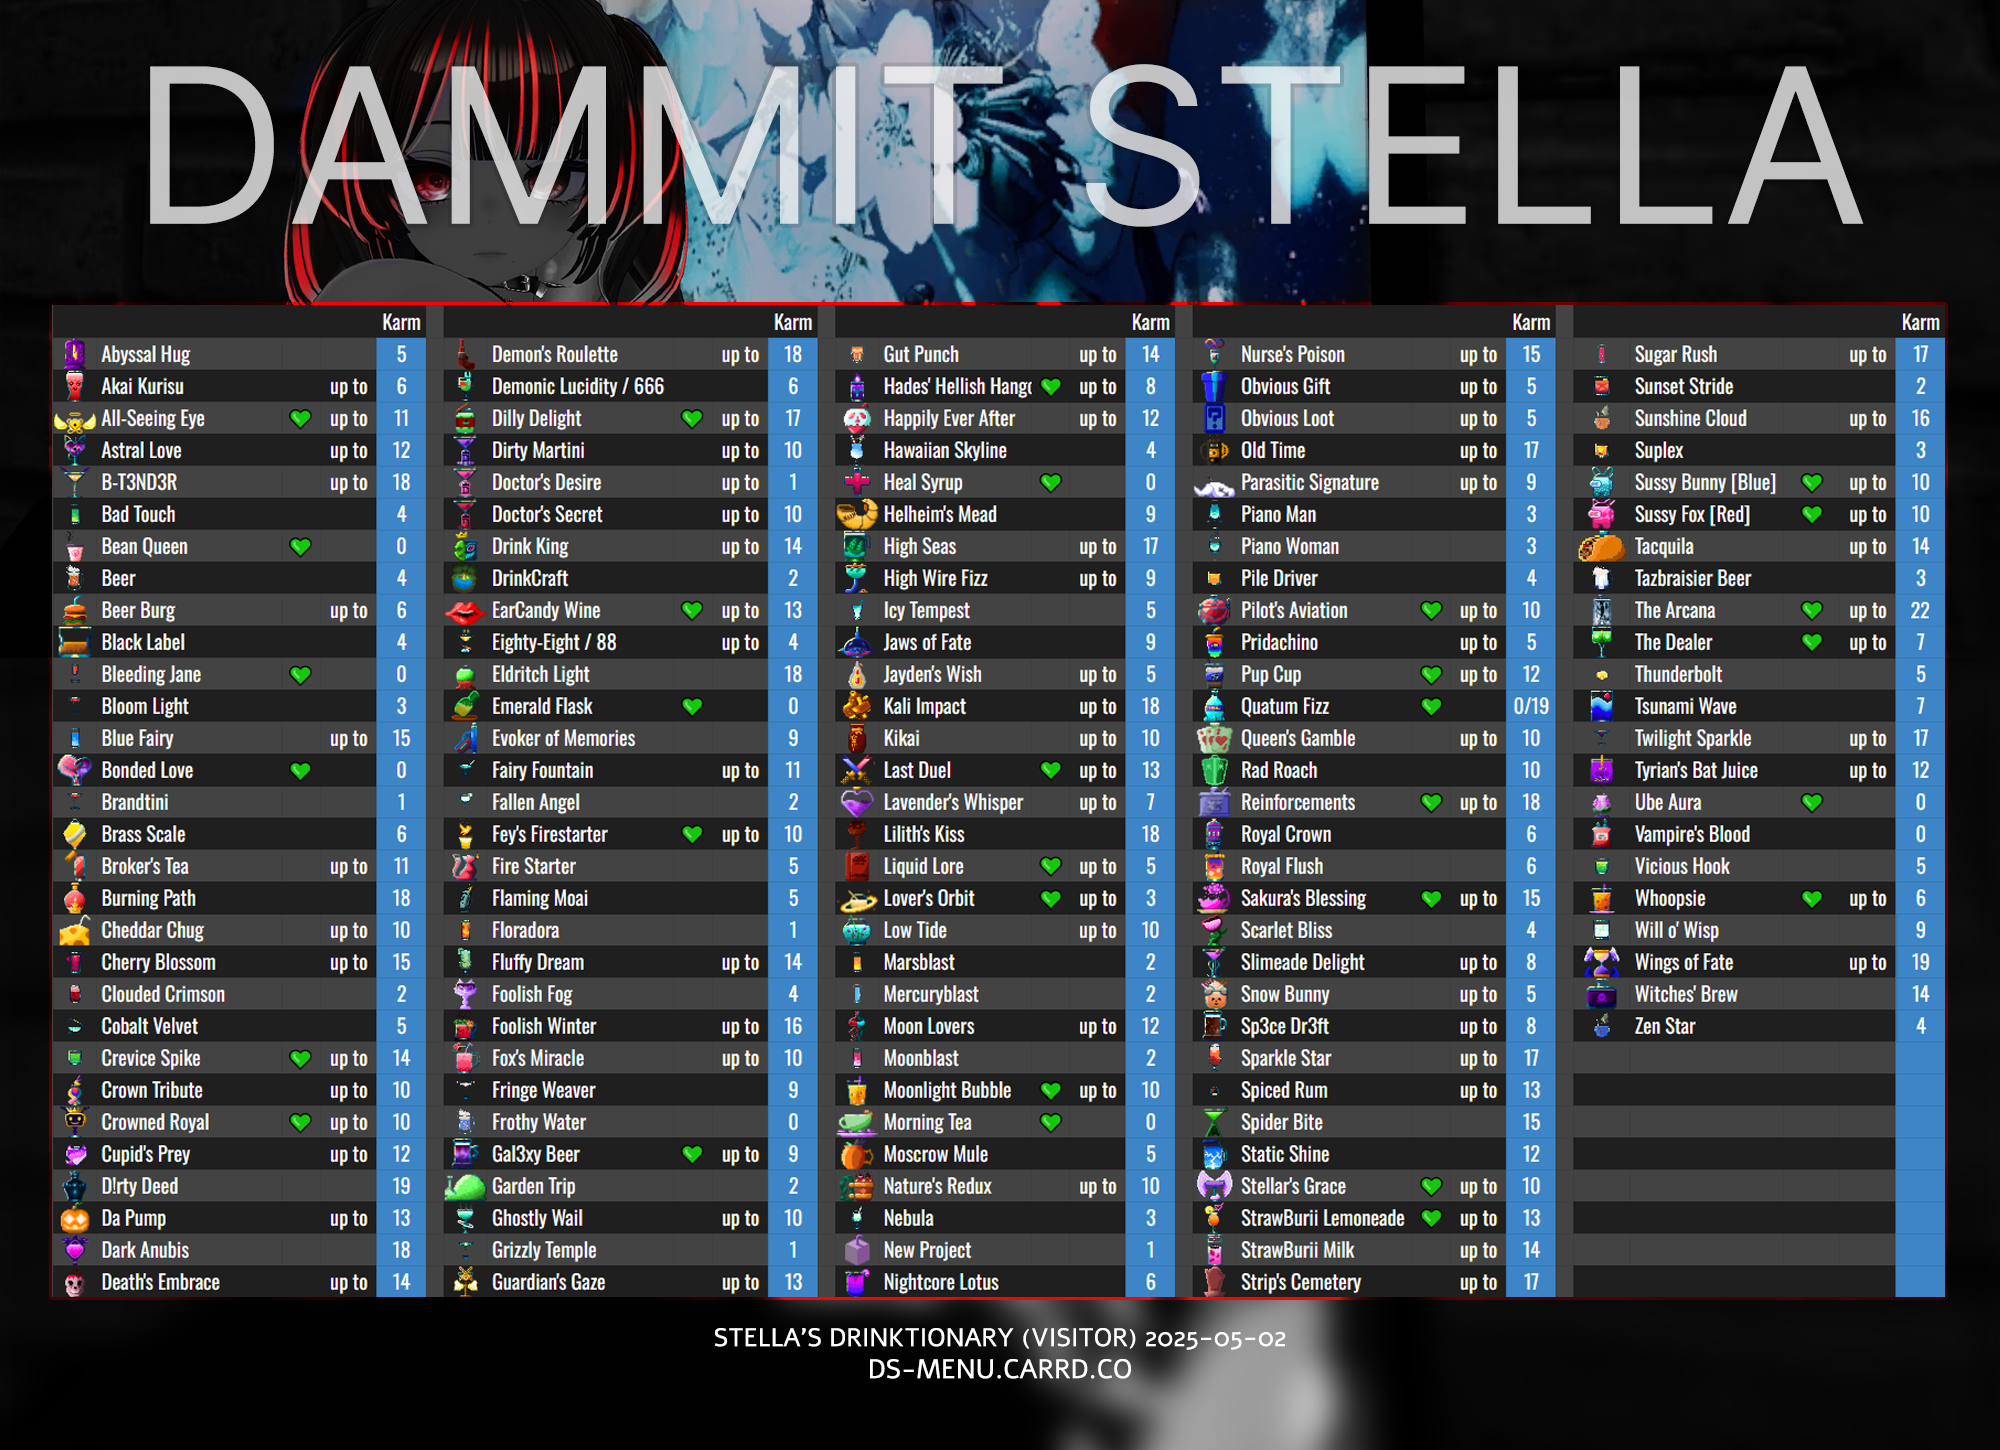 DAMMIT STELLA
Karm
Abyssal Hug 5
Akai Kurisu up to 6
All-Seeing Eye up to 11
Astral Love up to 12
B-T3ND3R up to 18
Bad Touch 4
Bean Queen 0
Beer 4
Beer Burg up to 6
Black Label 4
Bleeding Jane 0
Bloom Light 3
Blue Fairy up to 15
Bonded Love 0
Brandtini 1
Brass Scale 6
Broker's Tea up to 11
Burning Path 18
Cheddar Chug up to 10
Cherry Blossom up to 15
Clouded Crimson 2
Cobalt Velvet 5
Crevice Spike up to 14
Crown Tribute up to 10
Crowned Royal up to 10
Cupid's Prey up to 12
D!rty Deed 19
Da Pump up to 13
Dark Anubis 18
Death's Embrace up to 14
Karm
Demon's Roulette up to 18
Demonic Lucidity / 666 6
Dilly Delight up to 17
Dirty Martini up to 10
Doctor's Desire up to 1
Doctor's Secret up to 10
Drink King up to 14
DrinkCraft 2
EarCandy Wine up to 13
Eighty-Eight / 88 up to 4
Eldritch Light 18
Emerald Flask 0
Evoker of Memories 9
Fairy Fountain up to 11
Fallen Angel 2
Fey's Firestarter up to 10
Fire Starter 5
Flaming Moai 5
Floradora 1
Fluffy Dream up to 14
Foolish Fog 4
Foolish Winter up to 16
Fox's Miracle up to 10
Fringe Weaver 9
Frothy Water 0
Gal3xy Beer up to 9
Garden Trip 2
Ghostly Wail up to 10
Grizzly Temple 1
Guardian's Gaze up to 13
Karm
Gut Punch up to 14
Hades' Hellish Hango up to 8
Happily Ever After up to 12
Hawaiian Skyline 4
Heal Syrup 0
Helheim's Mead 9
High Seas up to 17
High Wire Fizz up to 9
Icy Tempest 5
Jaws of Fate 9
Jayden's Wish up to 5
Kali Impact up to 18
Kikai up to 10
Last Duel up to 13
Lavender's Whisper up to 7
Lilith's Kiss 18
Liquid Lore up to 5
Lover's Orbit up to 3
Low Tide up to 10
Marsblast 2
Mercuryblast 2
Moon Lovers up to 12
Moonblast 2
Moonlight Bubble up to 10
Morning Tea 0
Moscrow Mule 5
Nature's Redux up to 10
Nebula 3
New Project 1
Nightcore Lotus 6
Karm
Nurse's Poison up to 15
Obvious Gift up to 5
Obvious Loot up to 5
Old Time up to 17
Parasitic Signature up to 9
Piano Man 3
Piano Woman 3
Pile Driver 4
Pilot's Aviation up to 10
Pridachino up to 5
Pup Cup up to 12
Quatum Fizz 0/19
Queen's Gamble up to 10
Rad Roach 10
Reinforcements up to 18
Royal Crown 6
Royal Flush 6
Sakura's Blessing up to 15
Scarlet Bliss 4
Slimeade Delight up to 8
Snow Bunny up to 5
Sp3ce Dr3ft up to 8
Sparkle Star up to 17
Spiced Rum up to 13
Spider Bite 15
Static Shine 12
Stellar's Grace up to 10
StrawBurii Lemoneade up to 13
StrawBurii Milk up to 14
Strip's Cemetery up to 17
Karm
Sugar Rush up to 17
Sunset Stride 2
Sunshine Cloud up to 16
Suplex 3
Sussy Bunny [Blue] up to 10
Sussy Fox [Red] up to 10
Tacquila up to 14
Tazbraisier Beer 3
The Arcana up to 22
The Dealer up to 7
Thunderbolt 5
Tsunami Wave 7
Twilight Sparkle up to 17
Tyrian's Bat Juice up to 12
Ube Aura 0
Vampire's Blood 0
Vicious Hook 5
Whoopsie up to 6
Will o' Wisp 9
Wings of Fate up to 19
Witches' Brew 14
Zen Star 4
STELLA'S DRINKTIONARY (VISITOR) 2025-05-02
DS-MENU.CARRD.CO